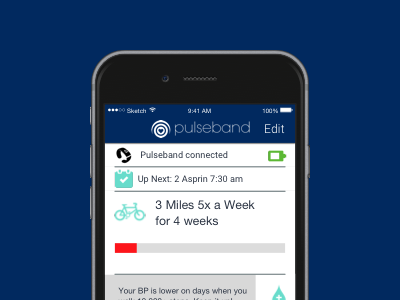 Sketch 9:41 AM 100%
pulseband Edit
Pulseband connected
Up Next: 2 Asprin 7:30 am
3 Miles 5x a Week
for 4 weeks
Your BP is lower on days when you